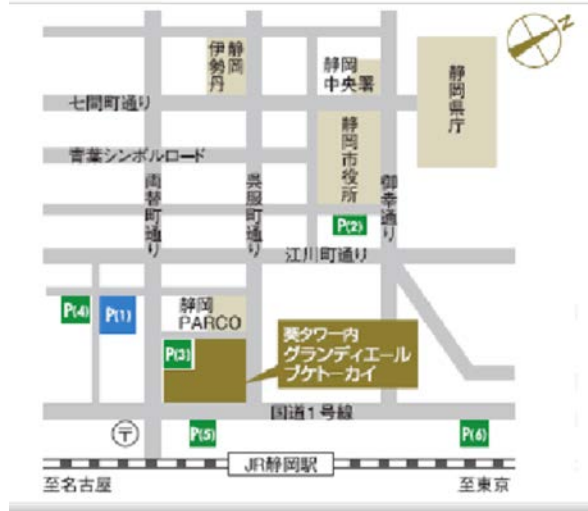 伊勢丹
静岡
静岡
中央署
静岡県庁
七間町通り
静岡市役所
青葉シンボルロード
両替町通り
呉服町通り
御幸通り
P(2)
江川町通り
P(4)
P(1)
静岡
PARCO
P(3)
葵タワー内
グランディエール
ブケトーカイ
国道1号線
〒
P(5)
P(6)
JR静岡駅
至名古屋
至東京